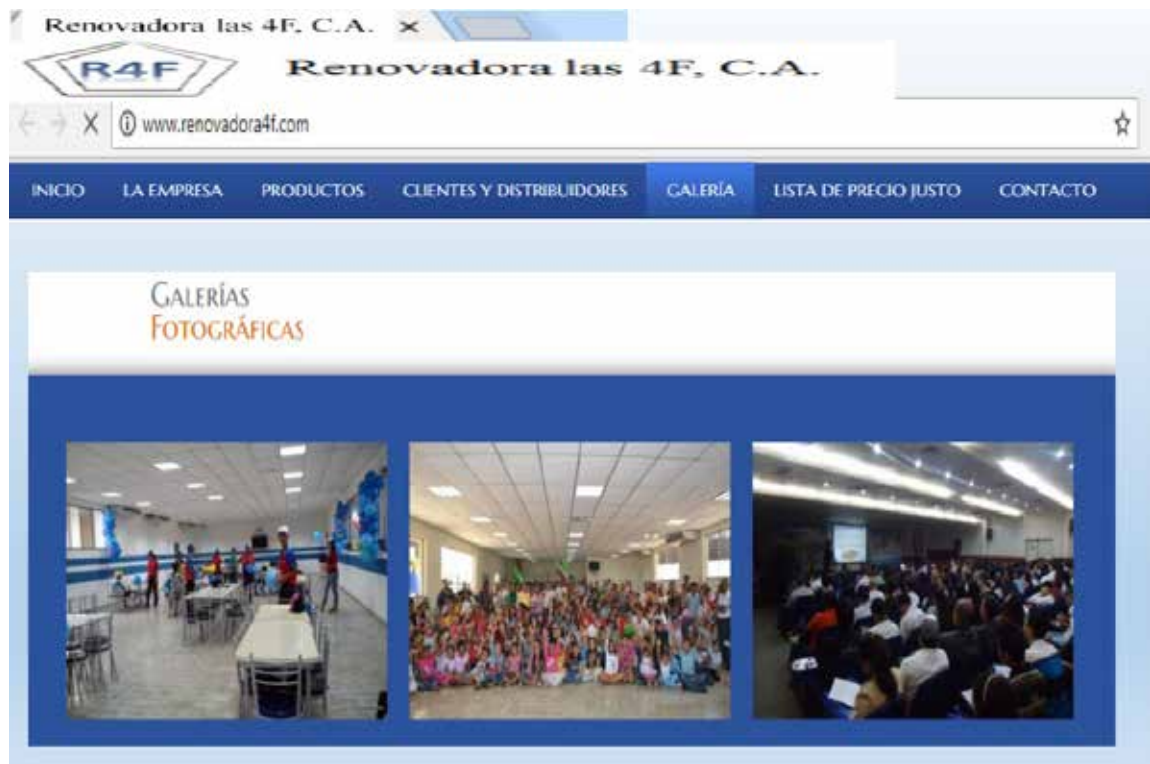 Renovadora las 4F, C.A.
R4F
Renovadora las 4F, C.A.
www.renovadora4f.com
INICIO LA EMPRESA PRODUCTOS CLIENTES Y DISTRIBUIDORES GALERÍA LISTA DE PRECIO JUSTO CONTACTO
GALERÍAS
FOTOGRÁFICAS